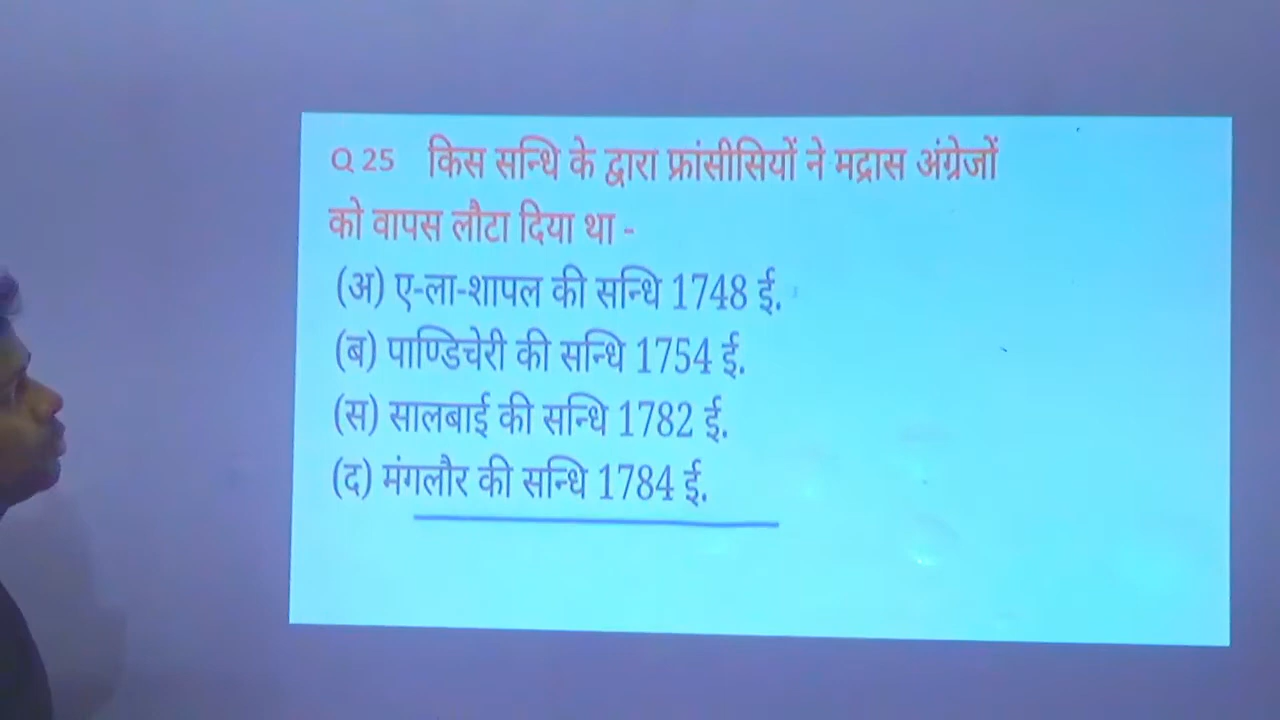 Q 25 किस सन्धि के द्वारा फ्रांसीसियों ने मद्रास अंग्रेजों
को वापस लौटा दिया था -
(अ) ए-ला-शापल की सन्धि 1748 ई.
(ब) पाण्डिचेरी की सन्धि 1754 ई.
(स) सालबाई की सन्धि 1782 ई.
(द) मंगलौर की सन्धि 1784 ई.